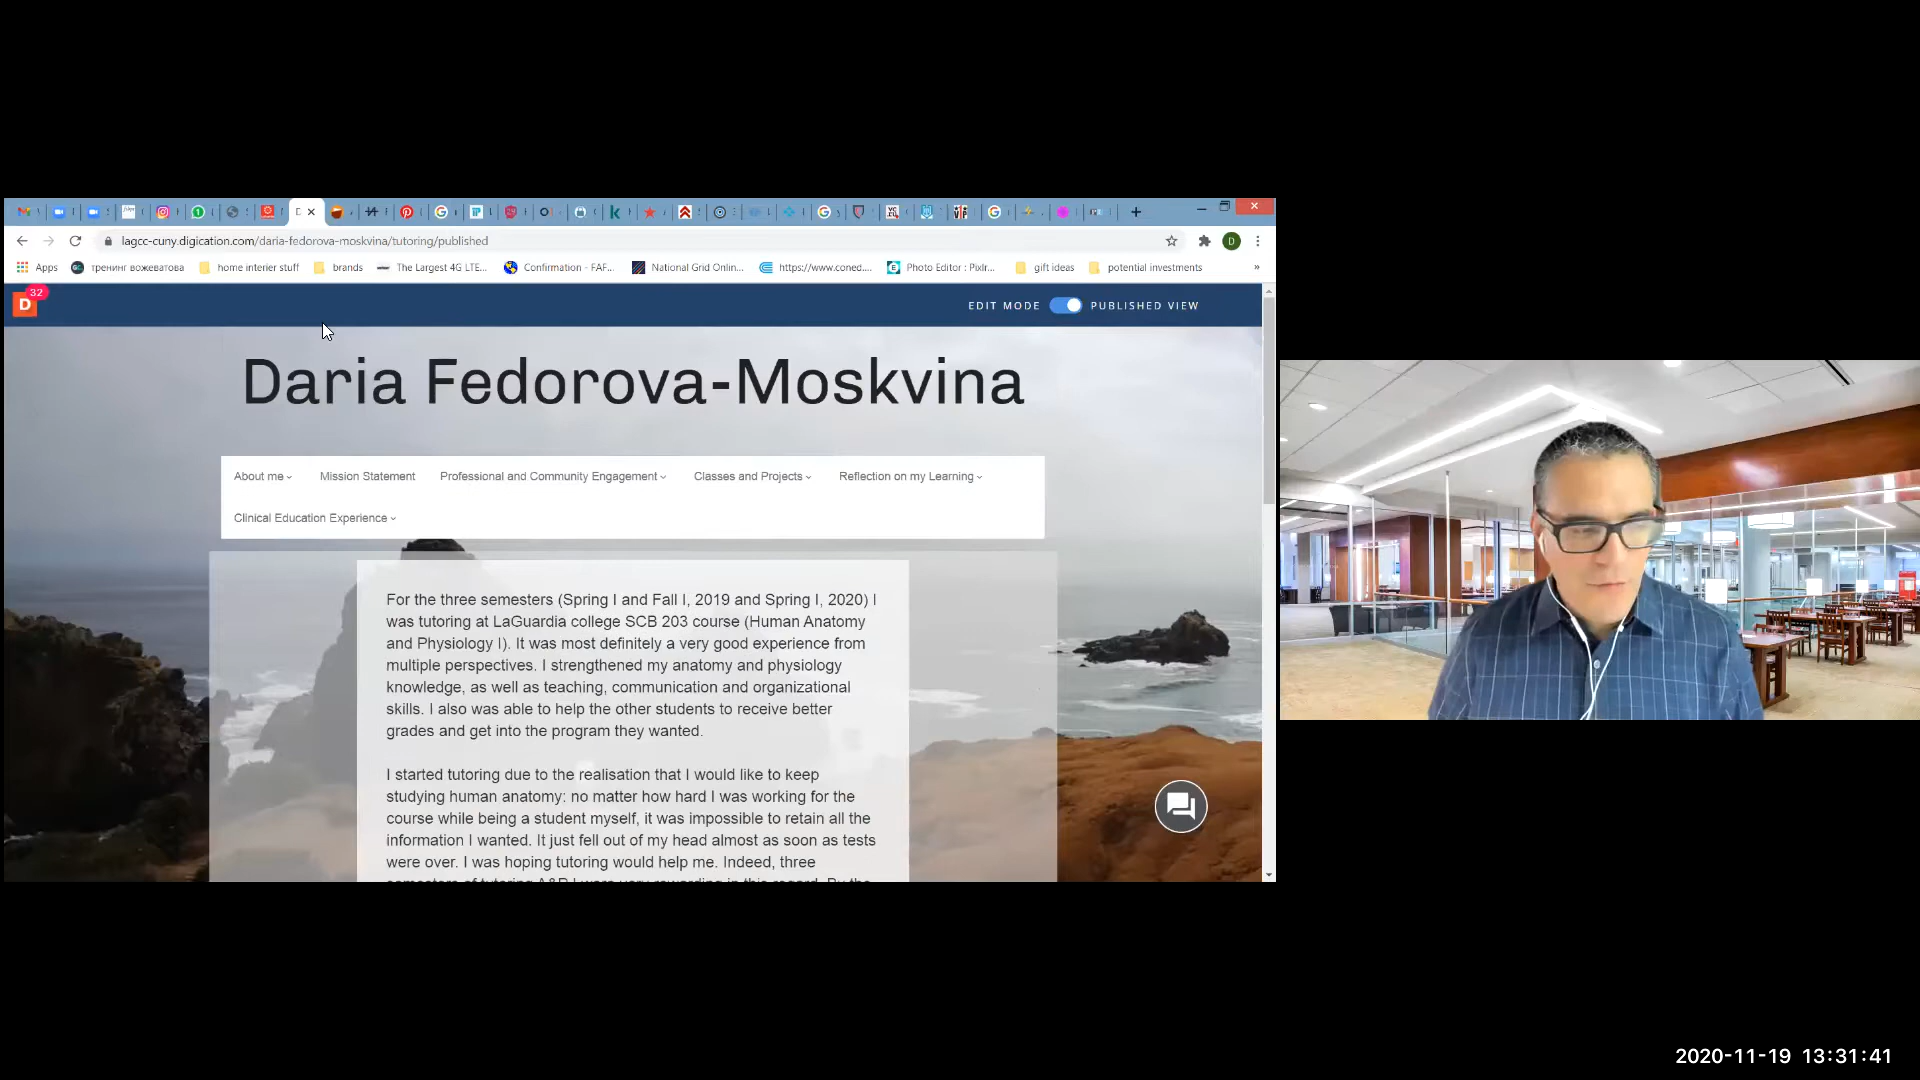 lagcc-cuny.digication.com/daria-fedorova-moskvina/tutoring/published
D
Apps
тренинг вожеватова
home interier stuff
brands
The Largest 4G LTE...
Confirmation - FAF...
National Grid Onlin...
https://www.coned....
Photo Editor : Pixlr...
gift ideas
potential investments
»
D
32
EDIT MODE
PUBLISHED VIEW
Daria Fedorova-Moskvina
About me
Mission Statement
Professional and Community Engagement
Classes and Projects
Reflection on my Learning
Clinical Education Experience
For the three semesters (Spring I and Fall I, 2019 and Spring I, 2020) I
was tutoring at LaGuardia college SCB 203 course (Human Anatomy
and Physiology I). It was most definitely a very good experience from
multiple perspectives. I strengthened my anatomy and physiology
knowledge, as well as teaching, communication and organizational
skills. I also was able to help the other students to receive better
grades and get into the program they wanted.
I started tutoring due to the realisation that I would like to keep
studying human anatomy: no matter how hard I was working for the
course while being a student myself, it was impossible to retain all the
information I wanted. It just fell out of my head almost as soon as tests
were over. I was hoping tutoring would help me. Indeed, three
2020-11-19 13:31:41